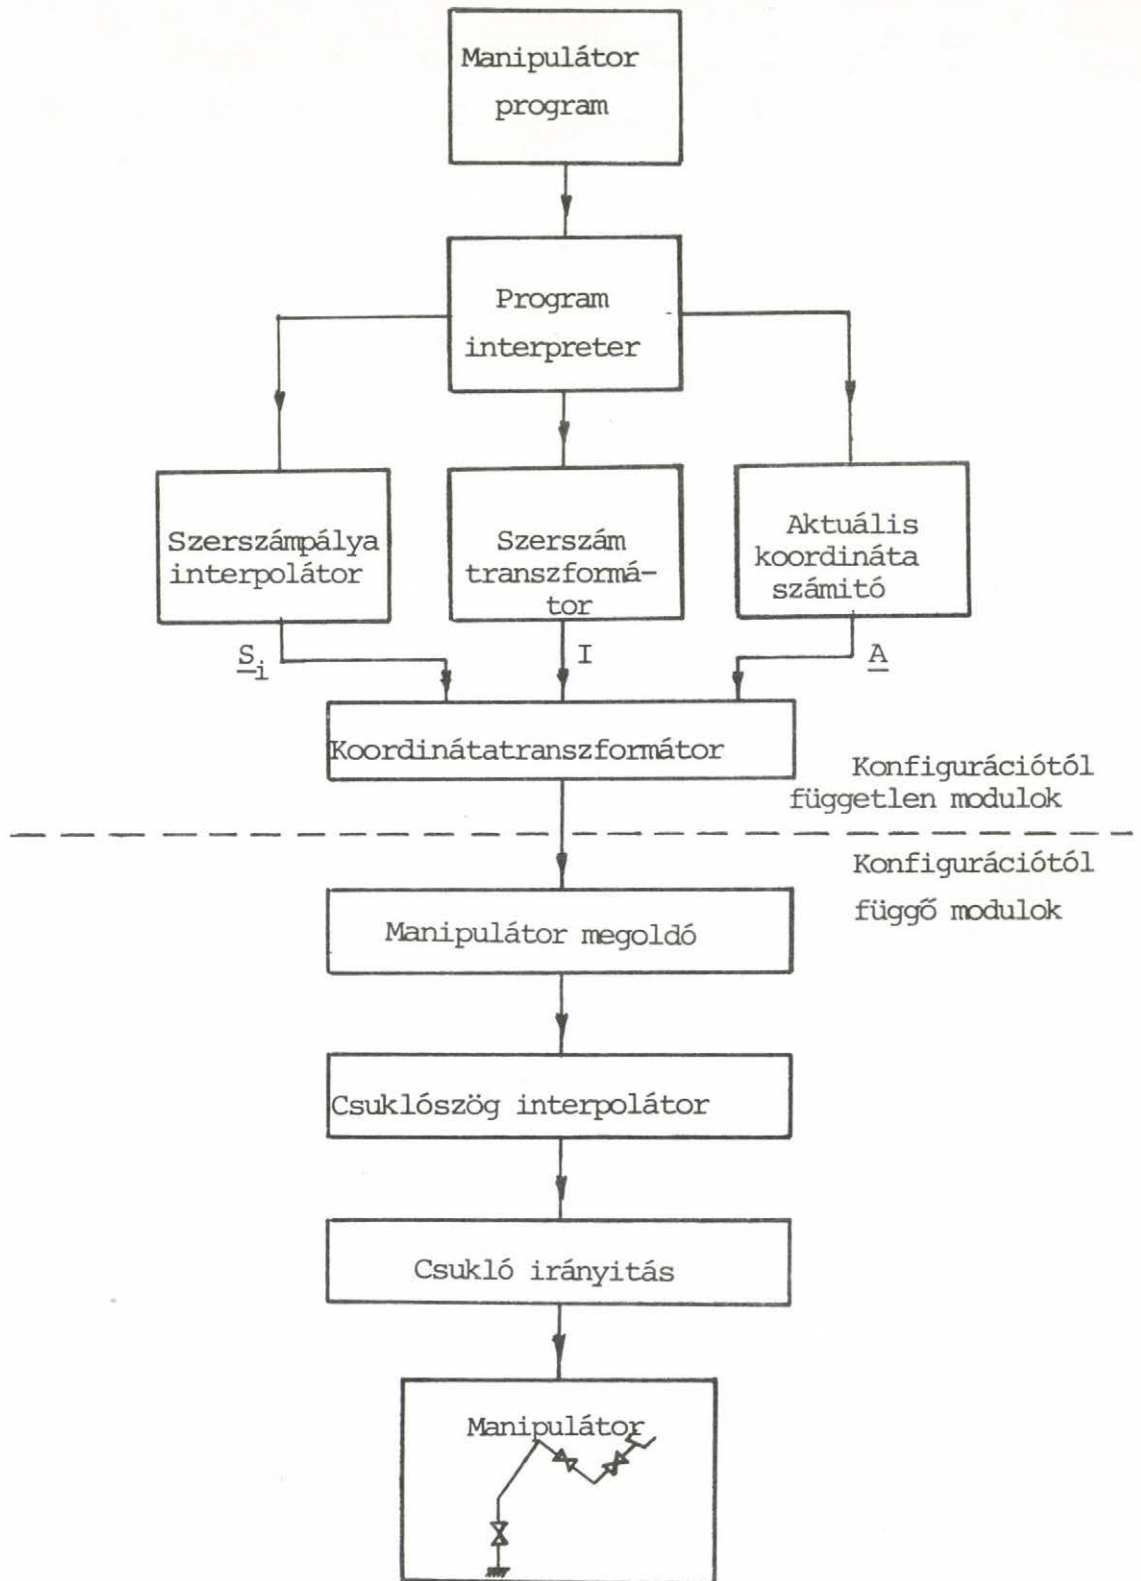 Manipulátor
program
Program
interpreter
Szerszámpálya
interpolátor
Szerszám
transzformá-
tor
Aktuális
koordináta
számitó
S_i
I
A
Koordinátatranszformátor
Konfigurációtól
független modulok
Konfigurációtól
függő modulok
Manipulátor megoldó
Csuklószög interpolátor
Csukló irányitás
Manipulátor